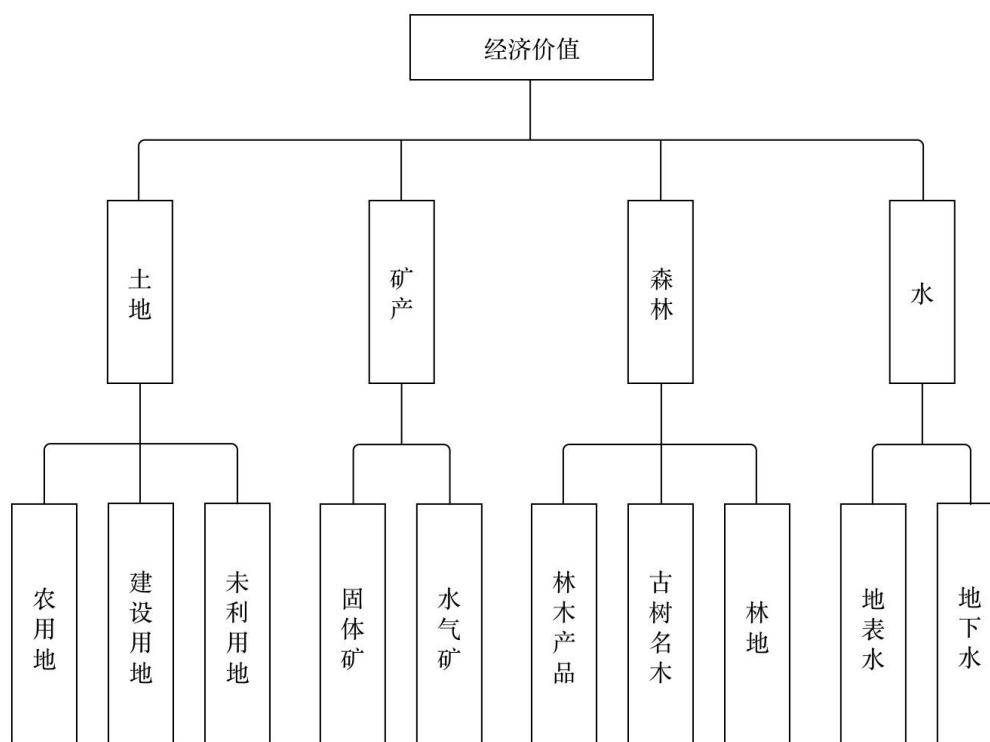 经济价值
土地
矿产
森林
水
农用地
建设用地
未利用地
固体矿
水气矿
林木产品
古树名木
林地
地表水
地下水